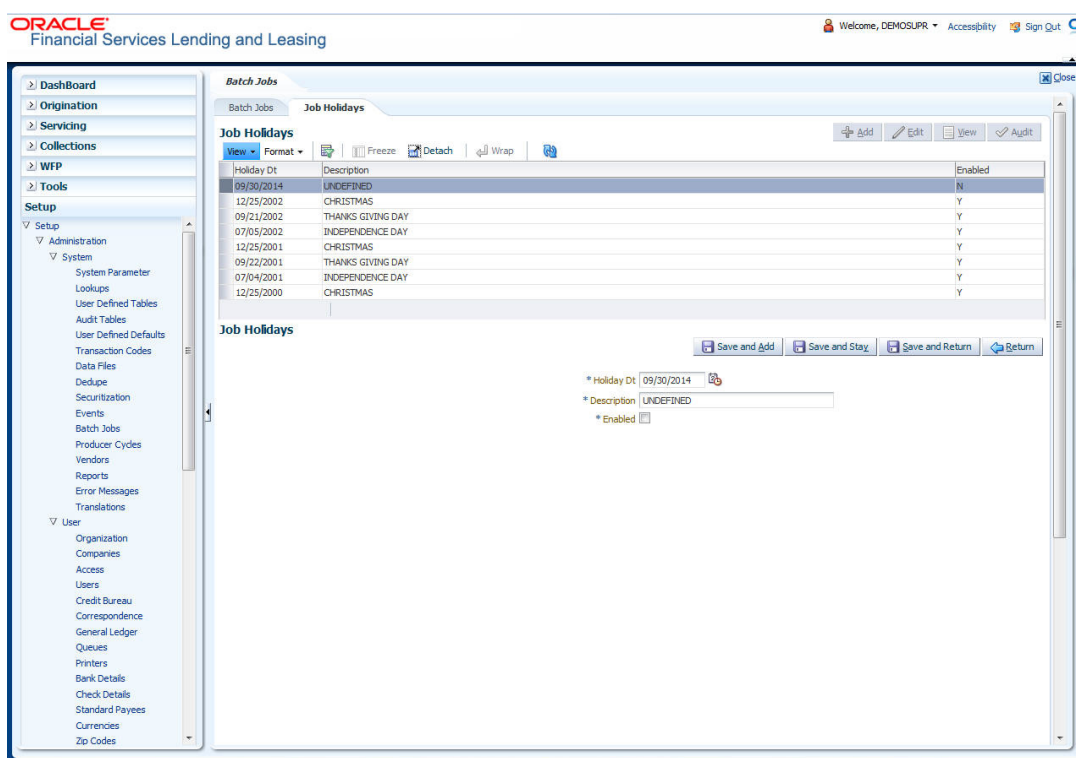 ORACLE
Financial Services Lending and Leasing
Welcome, DEMOSUPR Accessibility Sign Out
DashBoard
Origination
Servicing
Collections
WFP
Tools
Setup
Setup
Administration
System
System Parameter
Lookups
User Defined Tables
Audit Tables
User Defined Defaults
Transaction Codes
Data Files
Dedupe
Securitization
Events
Batch Jobs
Producer Cycles
Vendors
Reports
Error Messages
Translations
User
Organization
Companies
Access
Users
Credit Bureau
Correspondence
General Ledger
Queues
Printers
Bank Details
Check Details
Standard Payees
Currencies
Zip Codes
Batch Jobs
Close
Batch Jobs Job Holidays
Job Holidays
Add Edit View Audit
View Format Freeze Detach Wrap
Holiday Dt Description Enabled
09/30/2014 UNDEFINED N
12/25/2002 CHRISTMAS Y
09/21/2002 THANKS GIVING DAY Y
07/05/2002 INDEPENDENCE DAY Y
12/25/2001 CHRISTMAS Y
09/22/2001 THANKS GIVING DAY Y
07/04/2001 INDEPENDENCE DAY Y
12/25/2000 CHRISTMAS Y
Job Holidays
Save and Add Save and Stay Save and Return Return
* Holiday Dt 09/30/2014
* Description UNDEFINED
* Enabled